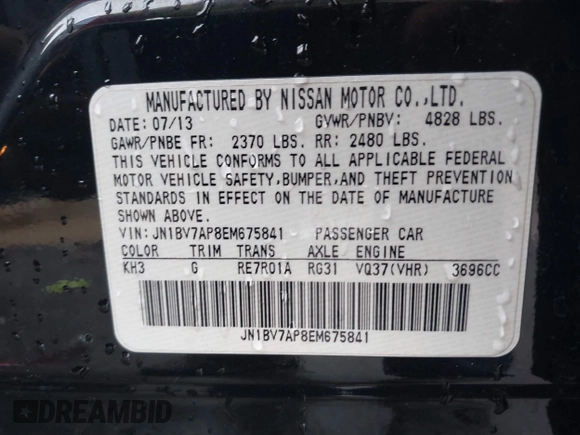 MANUFACTURED BY NISSAN MOTOR CO.,LTD.
DATE: 07/13 GVWR/PNBV: 4828 LBS.
GAWR/PNBE FR: 2370 LBS. RR: 2480 LBS.
THIS VEHICLE CONFORMS TO ALL APPLICABLE FEDERAL
MOTOR VEHICLE SAFETY,BUMPER,AND THEFT PREVENTION
STANDARDS IN EFFECT ON THE DATE OF MANUFACTURE
SHOWN ABOVE.
VIN: JN1BV7AP8EM675841 PASSENGER CAR
COLOR TRIM TRANS AXLE ENGINE
KH3 G RE7R01A RG31 VQ37(VHR) 3696CC
JN1BV7AP8EM675841
DREAMBID